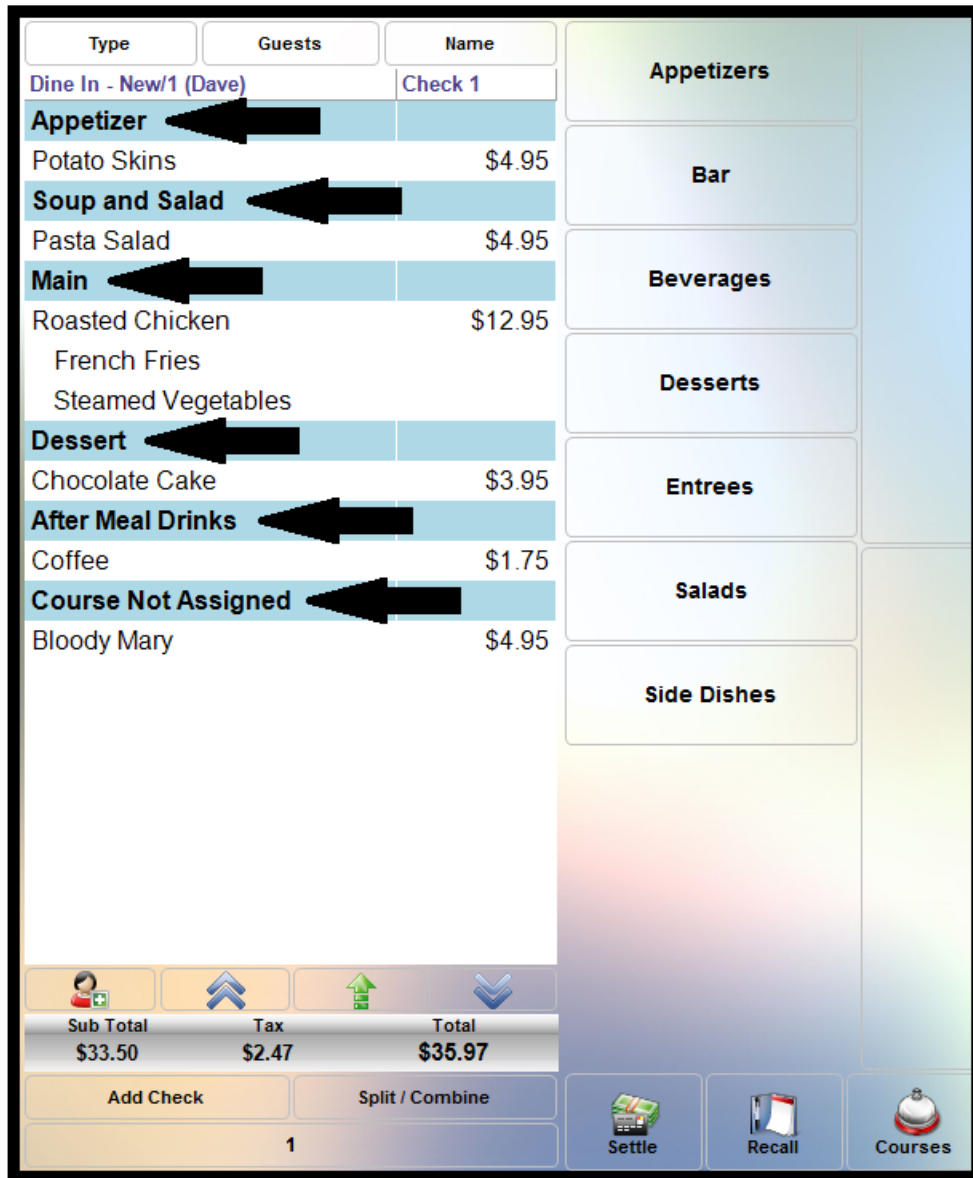 Type Guests Name
Dine In - New/1 (Dave) Check 1
Appetizer
Potato Skins $4.95
Soup and Salad
Pasta Salad $4.95
Main
Roasted Chicken $12.95
French Fries
Steamed Vegetables
Dessert
Chocolate Cake $3.95
After Meal Drinks
Coffee $1.75
Course Not Assigned
Bloody Mary $4.95
Sub Total Tax Total
$33.50 $2.47 $35.97
Add Check Split / Combine
1
Appetizers
Bar
Beverages
Desserts
Entrees
Salads
Side Dishes
Settle Recall Courses